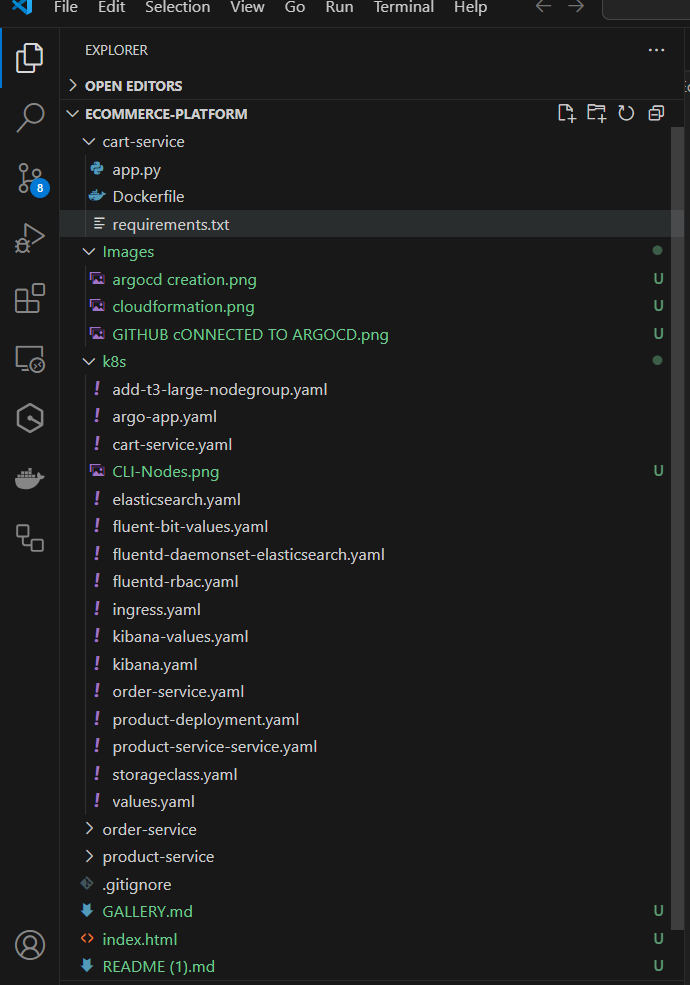 File Edit Selection View Go Run Terminal Help
EXPLORER
OPEN EDITORS
ECOMMERCE-PLATFORM
cart-service
app.py
Dockerfile
8
requirements.txt
Images
argocd creation.png U
cloudformation.png U
GITHUB cONNECTED TO ARGOCD.png U
k8s
add-t3-large-nodegroup.yaml
argo-app.yaml
cart-service.yaml
CLI-Nodes.png U
elasticsearch.yaml
fluent-bit-values.yaml
fluentd-daemonset-elasticsearch.yaml
fluentd-rbac.yaml
ingress.yaml
kibana-values.yaml
kibana.yaml
order-service.yaml
product-deployment.yaml
product-service-service.yaml
storageclass.yaml
values.yaml
order-service
product-service
.gitignore
GALLERY.md U
index.html U
README (1).md U